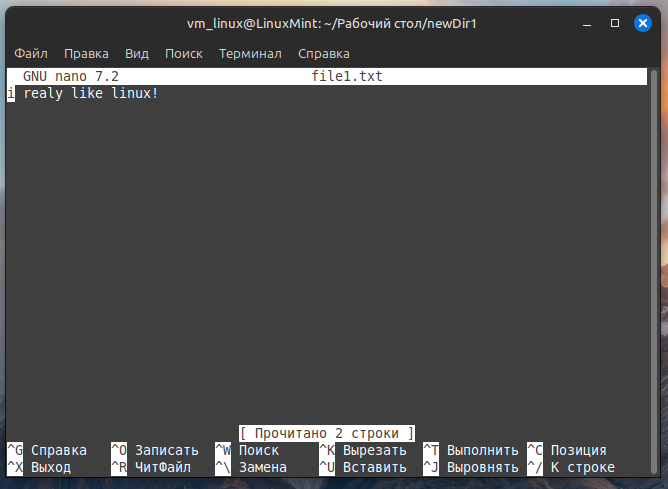 vm_linux@LinuxMint: ~/Рабочий стол/newDir1
Файл Правка Вид Поиск Терминал Справка
GNU nano 7.2 file1.txt
i realy like linux!
[ Прочитано 2 строки ]
^G Справка ^O Записать ^W Поиск ^K Вырезать ^T Выполнить ^C Позиция
^X Выход ^R ЧитФайл ^\ Замена ^U Вставить ^J Выровнять ^/ К строке